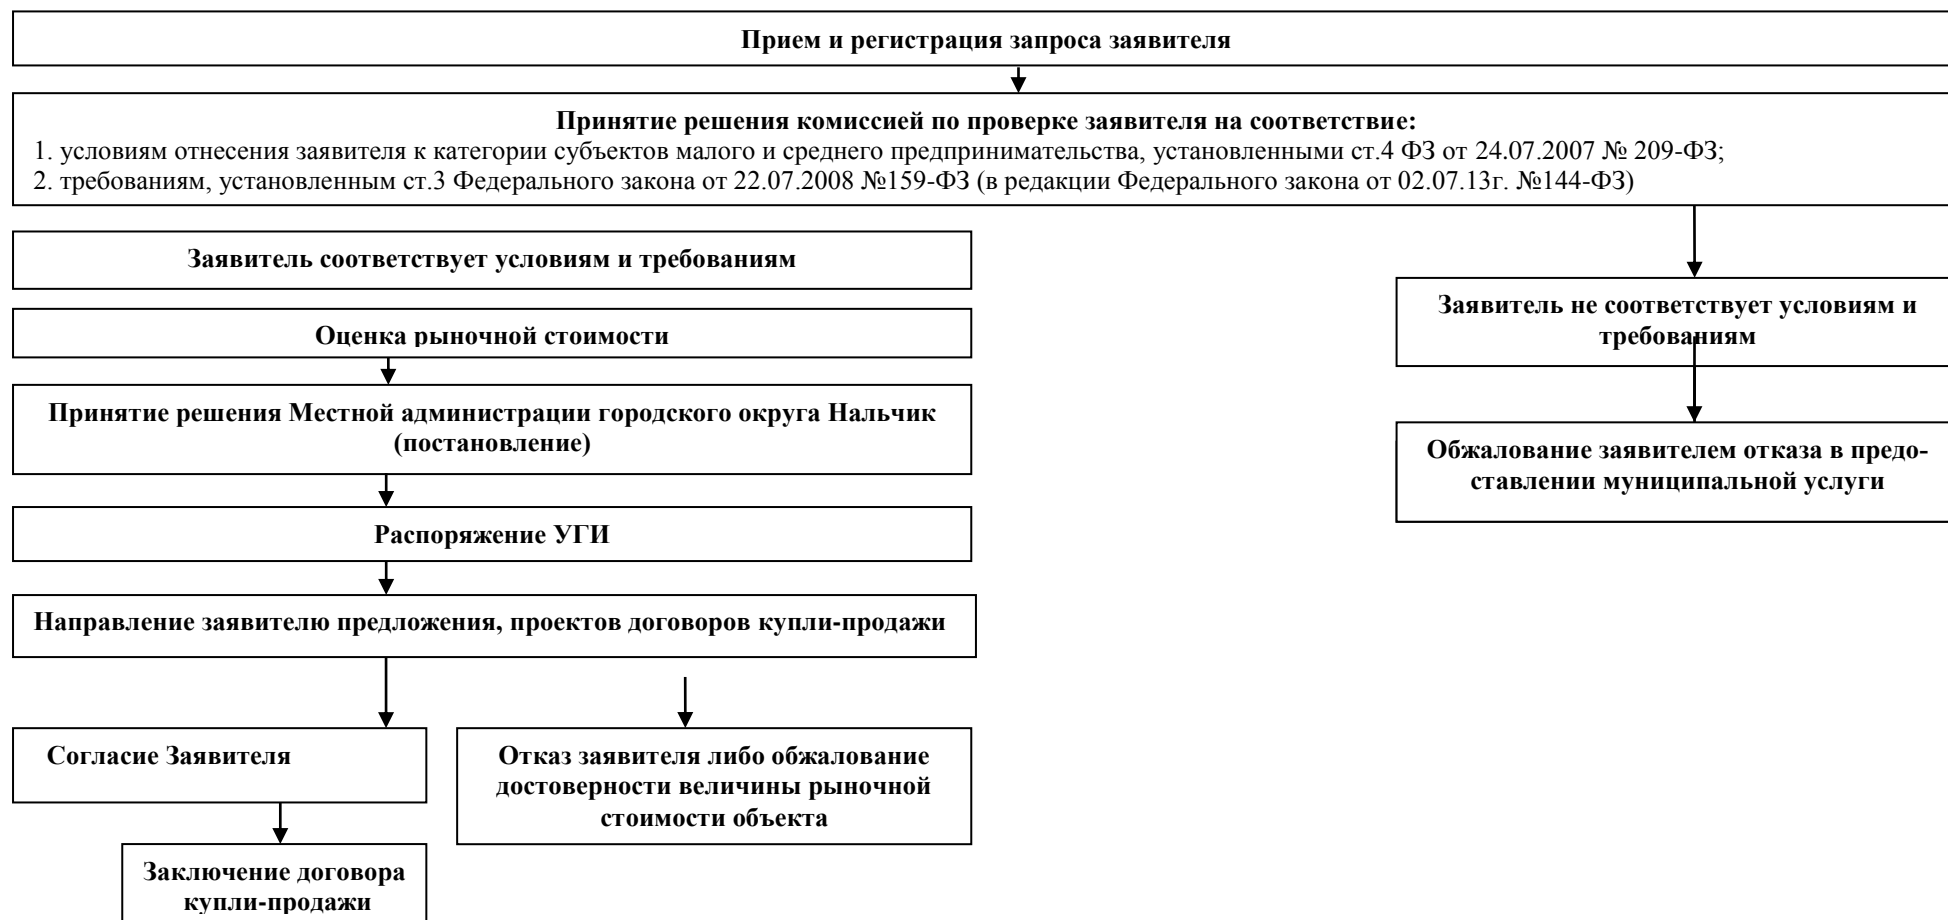 Прием и регистрация запроса заявителя
Принятие решения комиссией по проверке заявителя на соответствие:
1. условиям отнесения заявителя к категории субъектов малого и среднего предпринимательства, установленными ст.4 ФЗ от 24.07.2007 № 209-ФЗ;
2. требованиям, установленным ст.3 Федерального закона от 22.07.2008 №159-ФЗ (в редакции Федерального закона от 02.07.13г. №144-ФЗ)
Заявитель соответствует условиям и требованиям
Оценка рыночной стоимости
Принятие решения Местной администрации городского округа Нальчик
(постановление)
Распоряжение УГИ
Направление заявителю предложения, проектов договоров купли-продажи
Согласие Заявителя
Заключение договора
купли-продажи
Отказ заявителя либо обжалование
достоверности величины рыночной
стоимости объекта
Заявитель не соответствует условиям и
требованиям
Обжалование заявителем отказа в предо-
ставлении муниципальной услуги